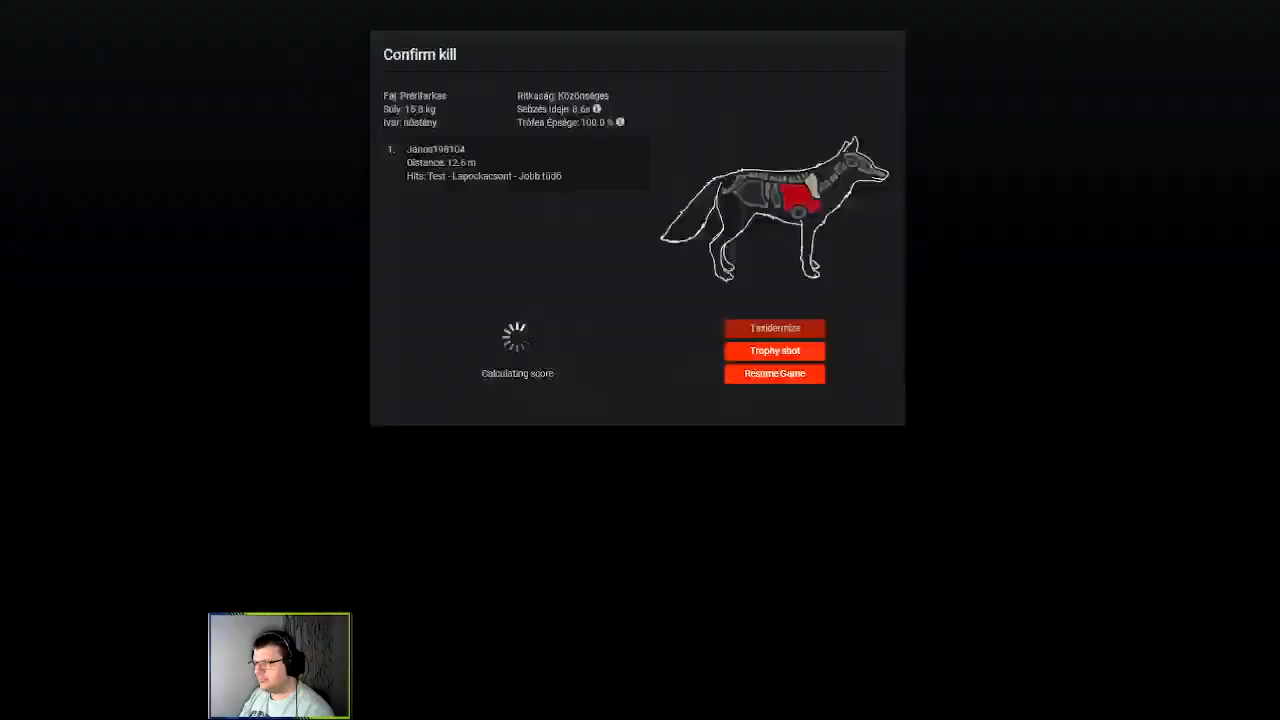 Confirm kill
Faj: Prérifarkas
Ritkaság: Közönséges
Súly: 15.8 kg
Sebzés Ideje: 8.6s
Ivar: nőstény
Trófea Épsége: 100.0 %
1. Janos198104
Distance: 12.6 m
Hits: Test - Lapockacsont - Jobb tüdő
Taxidermize
Trophy shot
Calculating score
Resume Game